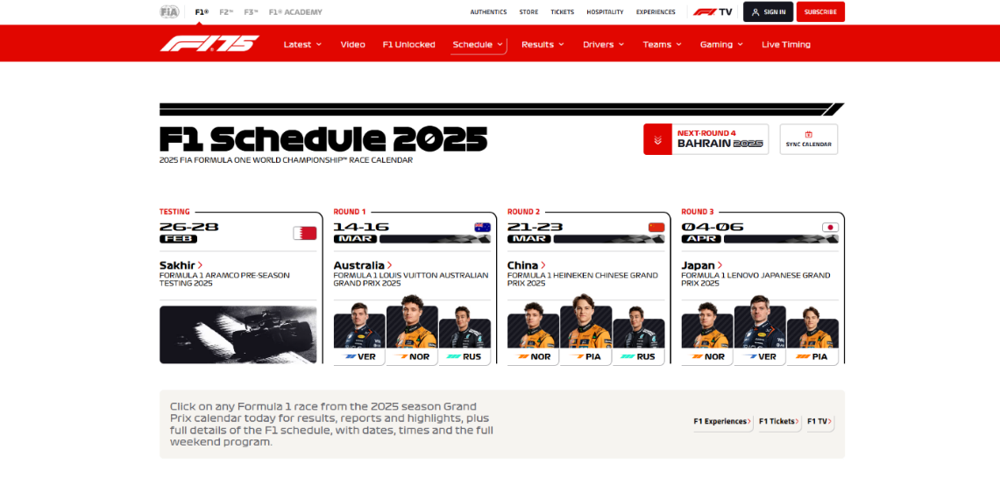 FiA
F1® F2™ F3™ F1® ACADEMY
AUTHENTICS STORE TICKETS HOSPITALITY EXPERIENCES F1 TV SIGN IN SUBSCRIBE
F1 75 Latest Video F1 Unlocked Schedule Results Drivers Teams Gaming Live Timing
F1 Schedule 2025
2025 FIA FORMULA ONE WORLD CHAMPIONSHIP™ RACE CALENDAR
NEXT-ROUND 4
BAHRAIN 2025
SYNC CALENDAR
TESTING
26-28
FEB
Sakhir
FORMULA 1 ARAMCO PRE-SEASON
TESTING 2025
ROUND 1
14-16
MAR
Australia
FORMULA 1 LOUIS VUITTON AUSTRALIAN
GRAND PRIX 2025
VER NOR RUS
ROUND 2
21-23
MAR
China
FORMULA 1 HEINEKEN CHINESE GRAND
PRIX 2025
NOR PIA RUS
ROUND 3
04-06
APR
Japan
FORMULA 1 LENOVO JAPANESE GRAND
PRIX 2025
NOR VER PIA
Click on any Formula 1 race from the 2025 season Grand
Prix calendar today for results, reports and highlights, plus
full details of the F1 schedule, with dates, times and the full
weekend program.
F1 Experiences F1 Tickets F1 TV